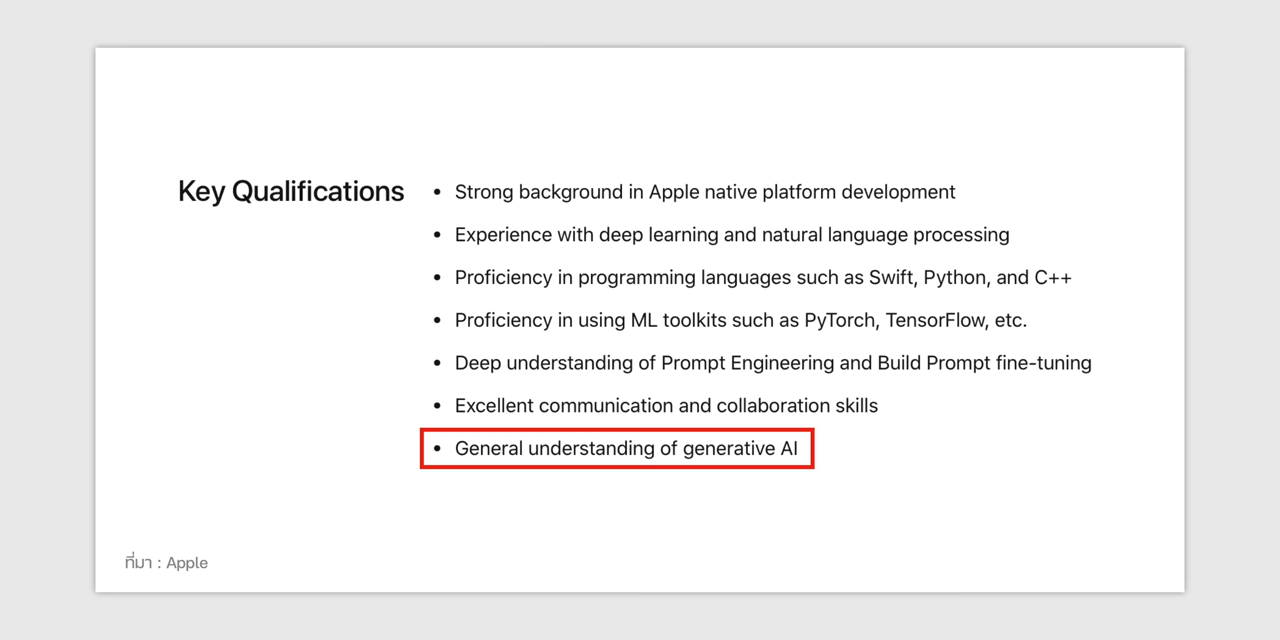 Key Qualifications
• Strong background in Apple native platform development
• Experience with deep learning and natural language processing
• Proficiency in programming languages such as Swift, Python, and C++
• Proficiency in using ML toolkits such as PyTorch, TensorFlow, etc.
• Deep understanding of Prompt Engineering and Build Prompt fine-tuning
• Excellent communication and collaboration skills
• General understanding of generative AI
ที่มา : Apple